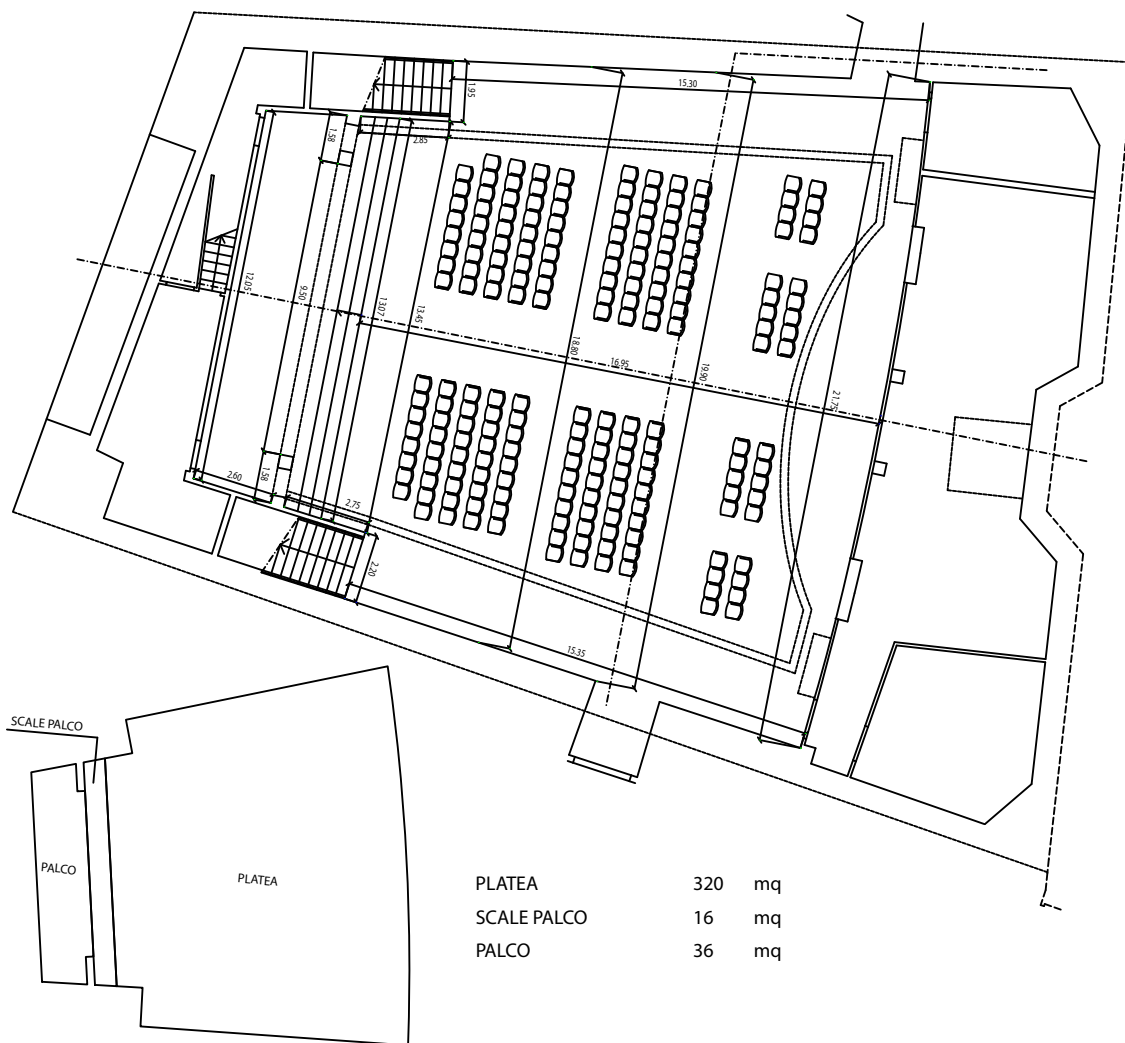 15.30
1.95
1.58
2.85
12.05
9.50
13.07
13.45
18.80
16.95
19.90
21.75
1.58
2.60
2.75
2.20
15.35
SCALE PALCO
PALCO
PLATEA
PLATEA 320 mq
SCALE PALCO 16 mq
PALCO 36 mq